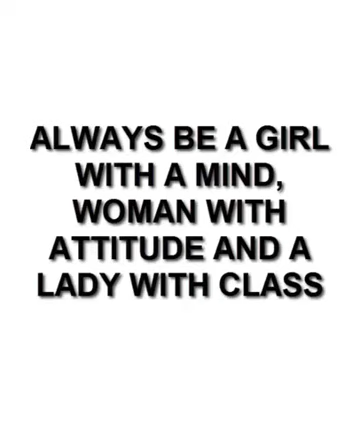 ALWAYS BE A GIRL
WITH A MIND,
WOMAN WITH
ATTITUDE AND A
LADY WITH CLASS